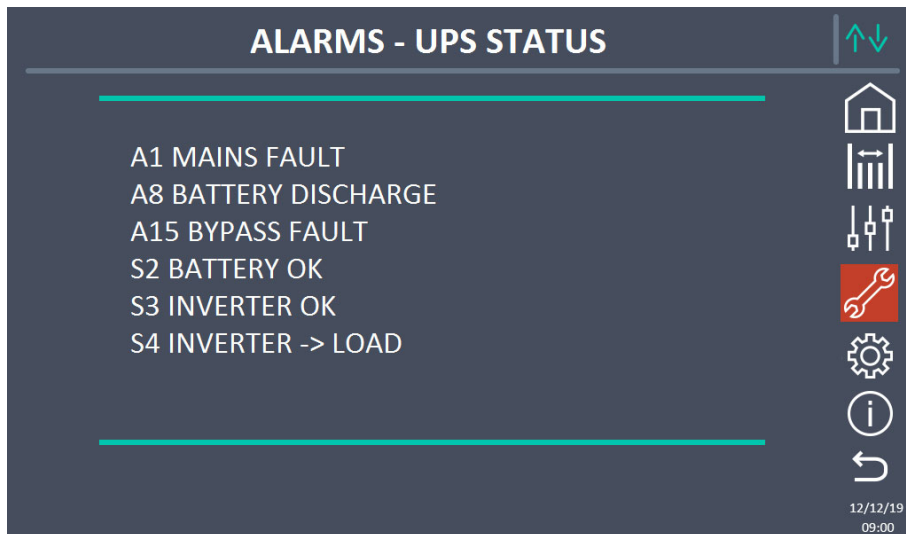 ALARMS - UPS STATUS
A1 MAINS FAULT
A8 BATTERY DISCHARGE
A15 BYPASS FAULT
S2 BATTERY OK
S3 INVERTER OK
S4 INVERTER -> LOAD
12/12/19
09:00